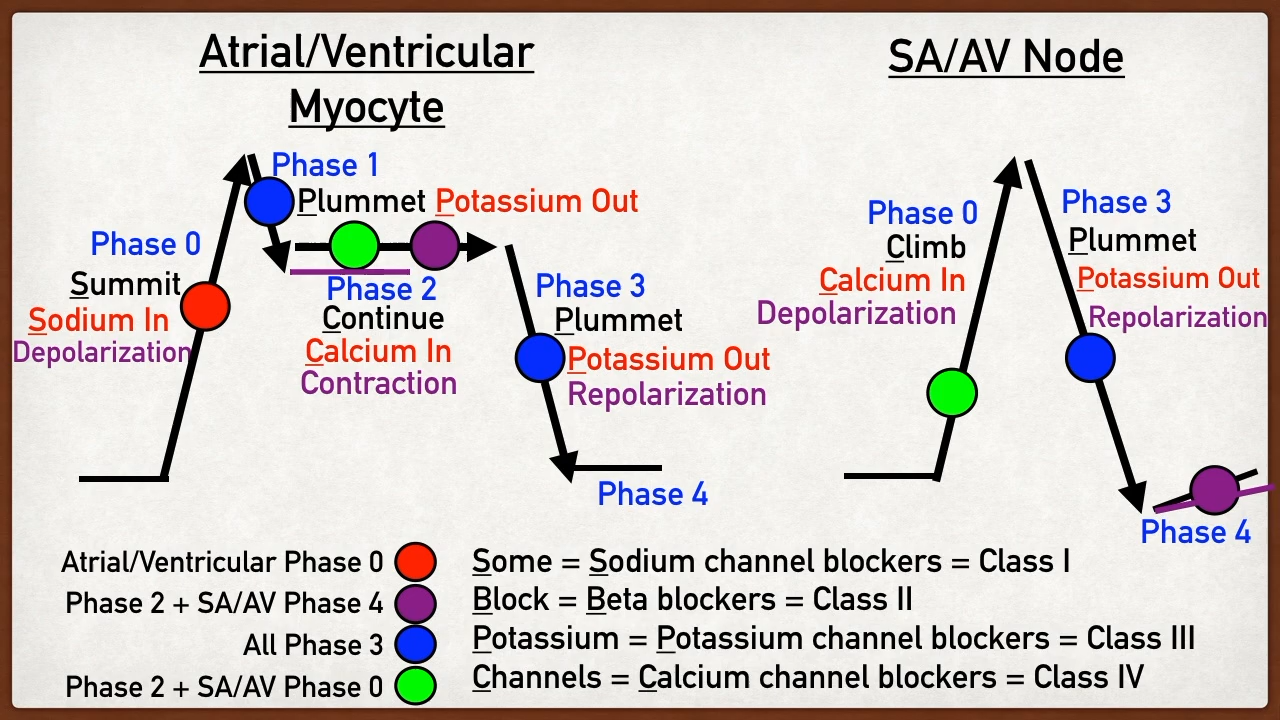 Atrial/Ventricular
Myocyte
SA/AV Node
Phase 1
Plummet Potassium Out
Phase 0
Summit
Sodium In
Depolarization
Phase 2
Continue
Calcium In
Contraction
Phase 3
Plummet
Potassium Out
Repolarization
Phase 4
Phase 0
Climb
Calcium In
Depolarization
Phase 3
Plummet
Potassium Out
Repolarization
Phase 4
Atrial/Ventricular Phase 0
Phase 2 + SA/AV Phase 4
All Phase 3
Phase 2 + SA/AV Phase 0
Some = Sodium channel blockers = Class I
Block = Beta blockers = Class II
Potassium = Potassium channel blockers = Class III
Channels = Calcium channel blockers = Class IV